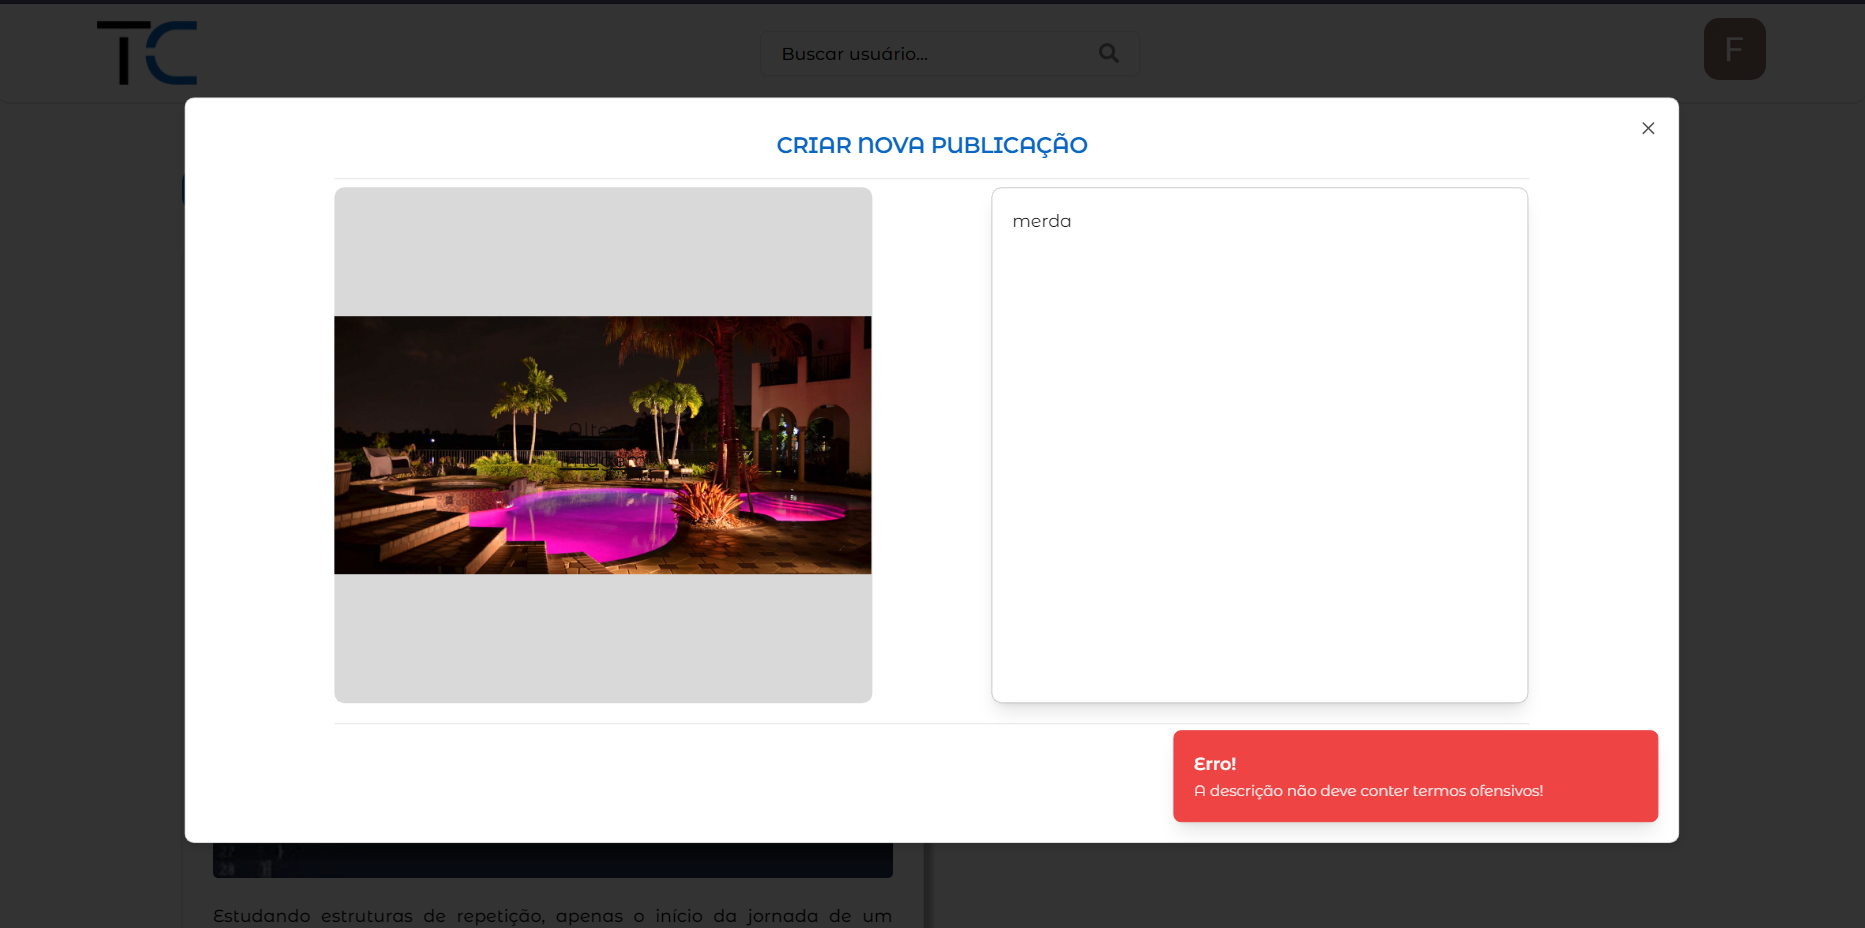 TC
Buscar usuário...
F
CRIAR NOVA PUBLICAÇÃO
merda
Erro!
A descrição não deve conter termos ofensivos!
Estudando estruturas de repetição, apenas o início da jornada de um